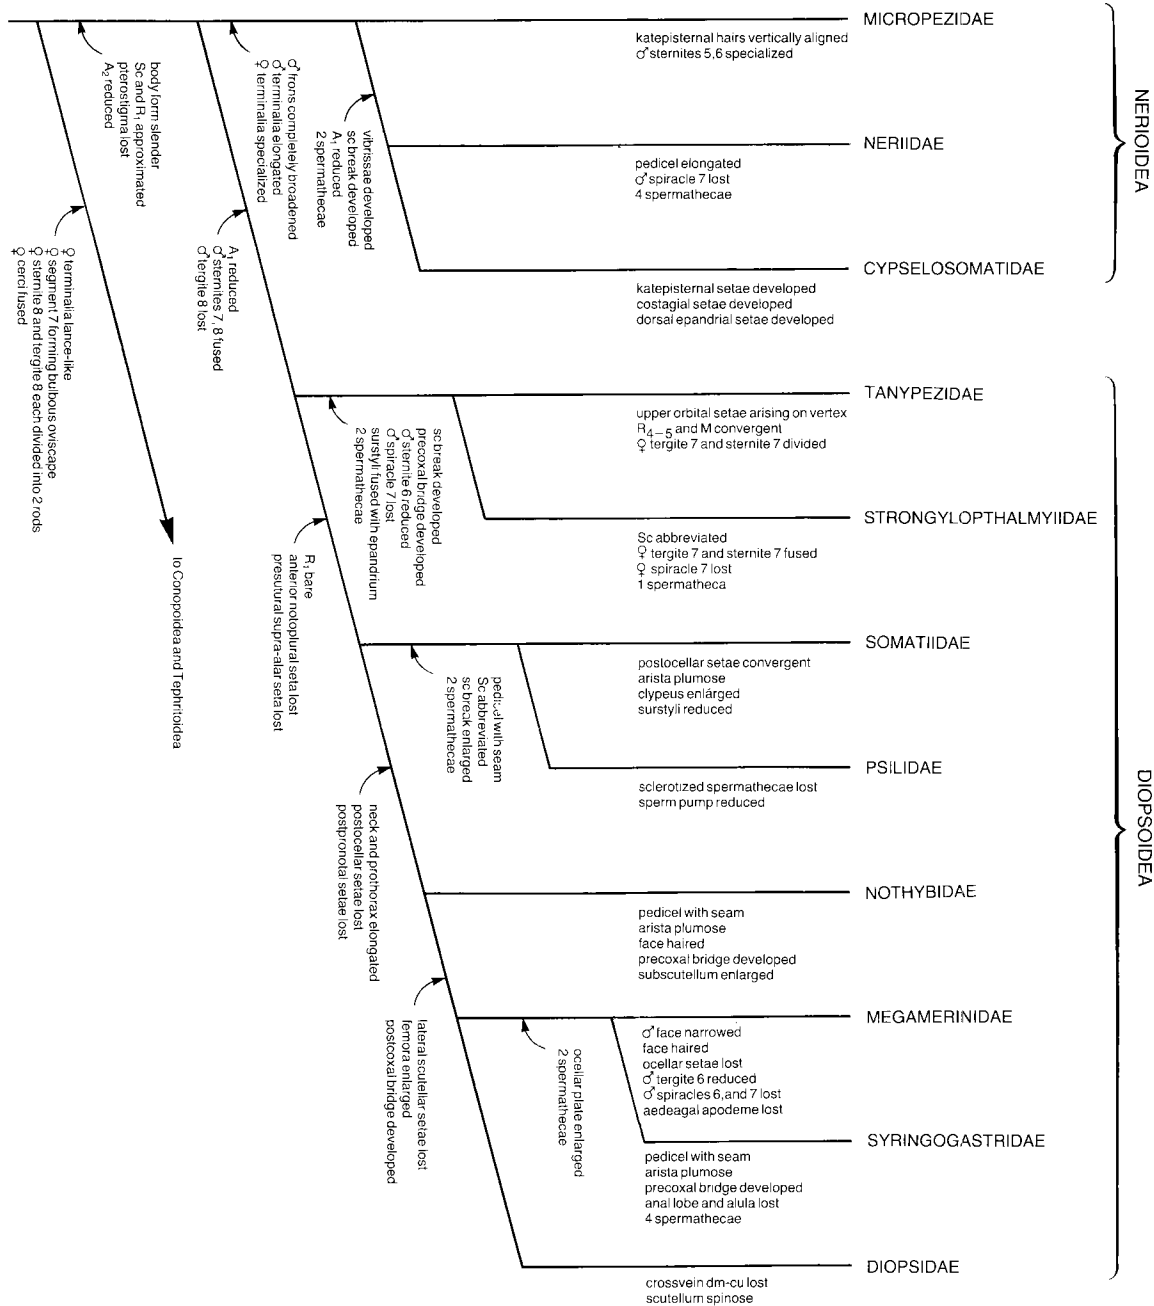 MICROPEZIDAE
katepisternal hairs vertically aligned
♂ sternites 5,6 specialized
NERIIDAE
pedicel elongated
♂ spiracle 7 lost
4 spermathecae
CYPSELOSOMATIDAE
katepisternal setae developed
costagial setae developed
dorsal epandrial setae developed
NERIOIDEA
TANYPEZIDAE
upper orbital setae arising on vertex
R4–5 and M convergent
♀ tergite 7 and sternite 7 divided
STRONGYLOPTHALMYIIDAE
Sc abbreviated
♀ tergite 7 and sternite 7 fused
♀ spiracle 7 lost
1 spermatheca
SOMATIIDAE
postocellar setae convergent
arista plumose
clypeus enlarged
surstyli reduced
PSILIDAE
sclerotized spermathecae lost
sperm pump reduced
NOTHYBIDAE
pedicel with seam
arista plumose
face haired
precoxal bridge developed
subscutellum enlarged
MEGAMERINIDAE
♂ face narrowed
face haired
ocellar setae lost
♂ tergite 6 reduced
♂ spiracles 6,and 7 lost
aedeagal apodeme lost
SYRINGOGASTRIDAE
pedicel with seam
arista plumose
precoxal bridge developed
anal lobe and alula lost
4 spermathecae
DIOPSIDAE
crossvein dm-cu lost
scutellum spinose
DIOPSOIDEA
body form slender
Sc and R1 approximated
pterostigma lost
A2 reduced
♀ terminalia lance-like
♀ segment 7 forming bulbous oviscape
♀ sternite 8 and tergite 8 each divided into 2 rods
♀ cerci fused
to Conopoidea and Tephritoidea
♂ frons completely broadened
♂ terminalia elongated
♀ terminalia specialized
vibrissae developed
sc break developed
A1 reduced
2 spermathecae
A1 reduced
♂ sternites 7, 8 fused
♂ tergite 8 lost
sc break developed
precoxal bridge developed
♂ sternite 6 reduced
♂ spiracle 7 lost
surstyli fused with epandrium
2 spermathecae
R1 bare
anterior notoplural seta lost
presutural supra-alar seta lost
pedicel with seam
Sc abbreviated
sc break enlarged
2 spermathecae
neck and prothorax elongated
postocellar setae lost
postpronotal setae lost
lateral scutellar setae lost
femora enlarged
postcoxal bridge developed
ocellar plate enlarged
2 spermathecae